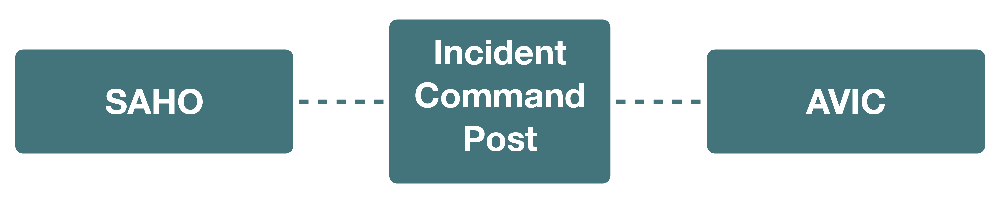 SAHO
Incident
Command
Post
AVIC